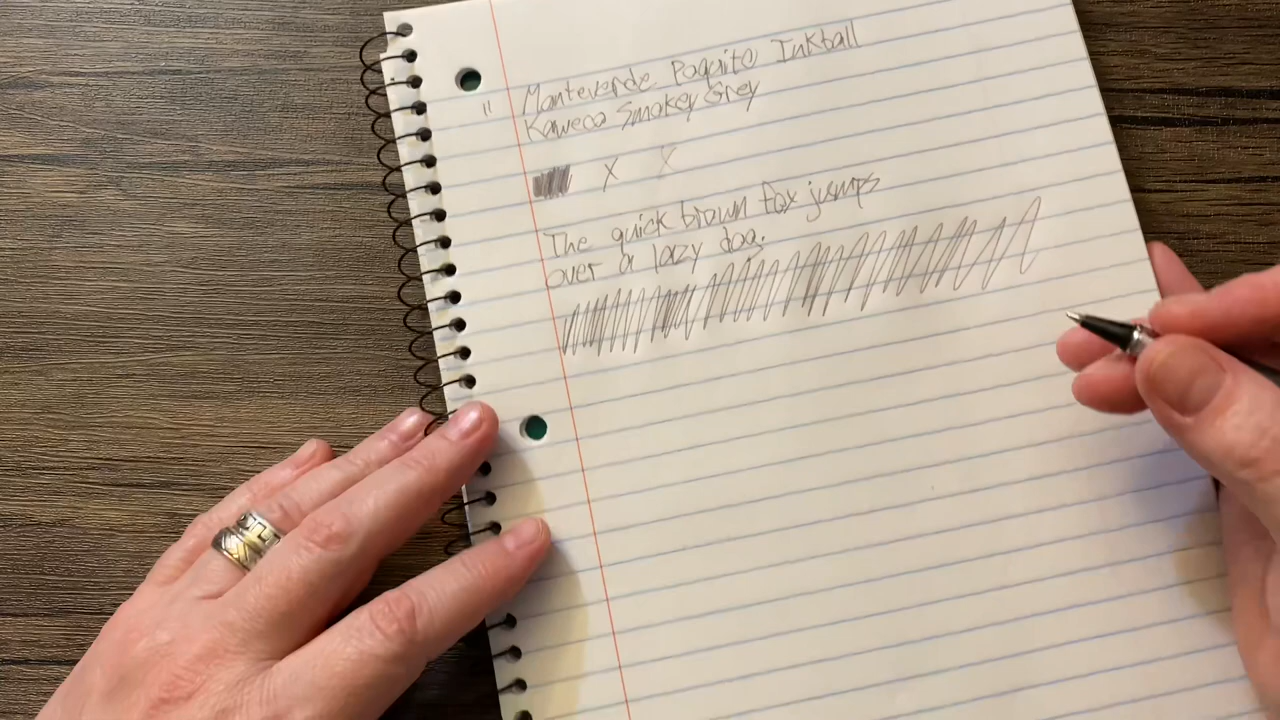 Monteverde Poquito Inkball
" Kaweco Smokey Grey
X X
The quick brown fox jumps
over a lazy dog.